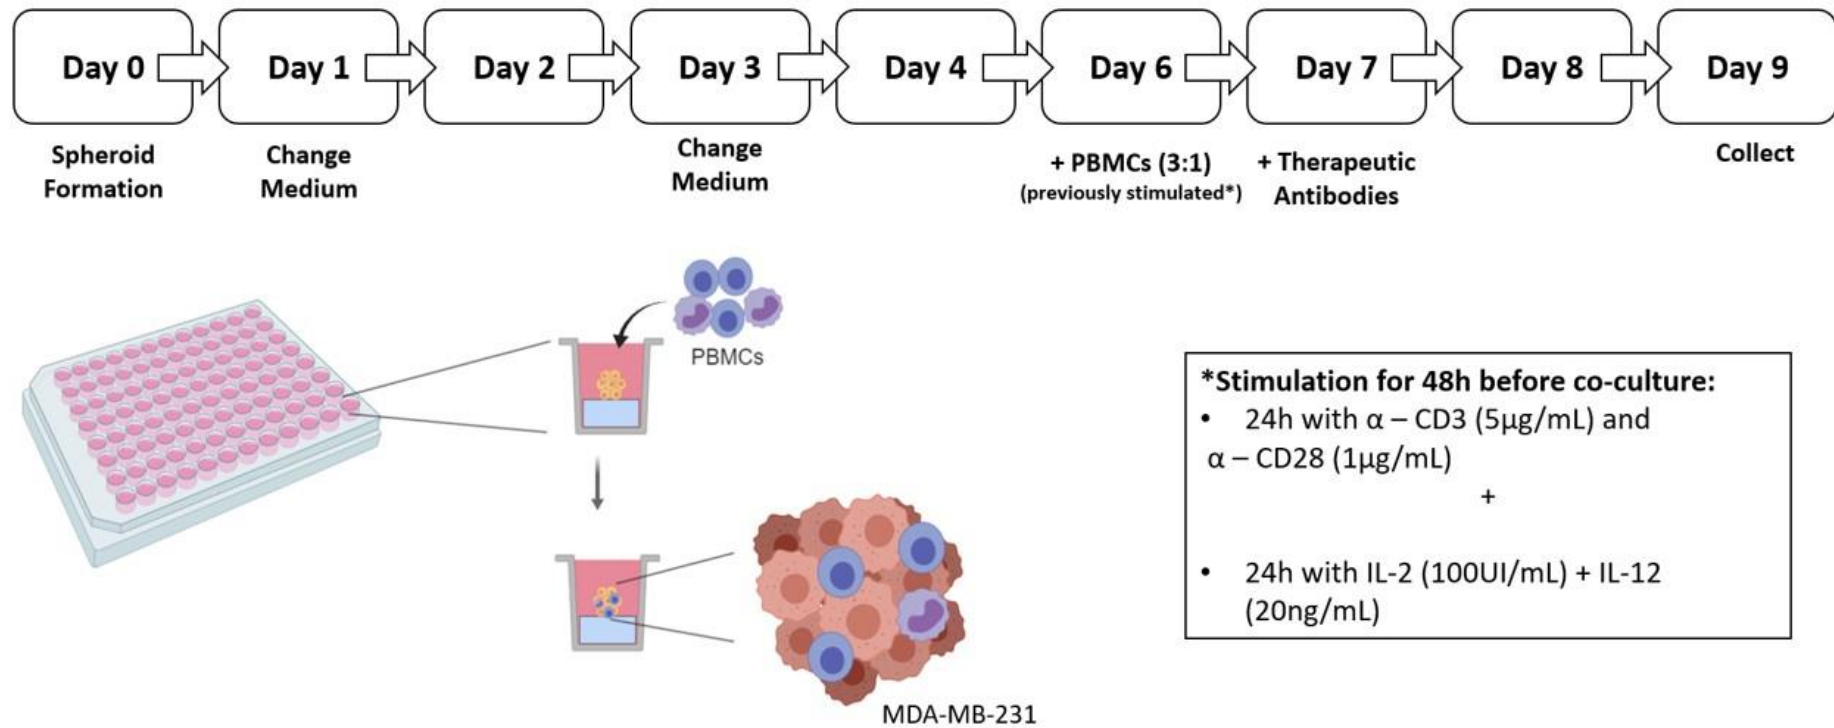 Day 0
Day 1
Day 2
Day 3
Day 4
Day 6
Day 7
Day 8
Day 9
Spheroid
Formation
Change
Medium
Change
Medium
+ PBMCs (3:1)
(previously stimulated*)
+ Therapeutic
Antibodies
Collect
PBMCs
MDA-MB-231
*Stimulation for 48h before co-culture:
• 24h with α – CD3 (5μg/mL) and
α – CD28 (1μg/mL)
+
• 24h with IL-2 (100UI/mL) + IL-12
(20ng/mL)